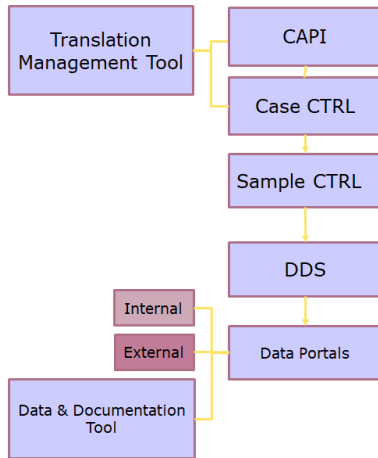 Translation
Management Tool
CAPI
Case CTRL
Sample CTRL
DDS
Internal
External
Data Portals
Data & Documentation
Tool